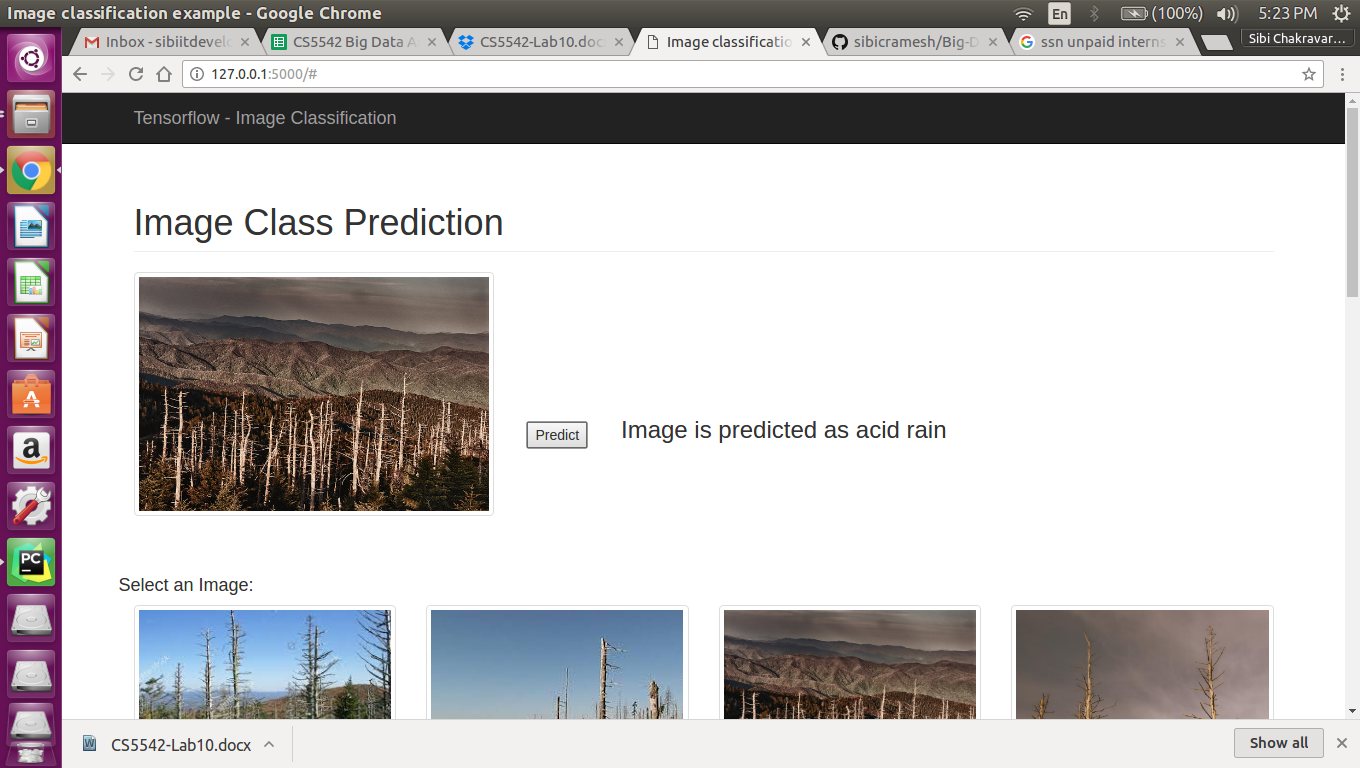 Image classification example - Google Chrome
En
(100%)
5:23 PM
Inbox - sibiitdevel
CS5542 Big Data A
CS5542-Lab10.doc
Image classificatio
sibicramesh/Big-D
ssn unpaid interns
Sibi Chakravar...
127.0.0.1:5000/#
Tensorflow - Image Classification
Image Class Prediction
Predict
Image is predicted as acid rain
Select an Image:
PC
CS5542-Lab10.docx
Show all